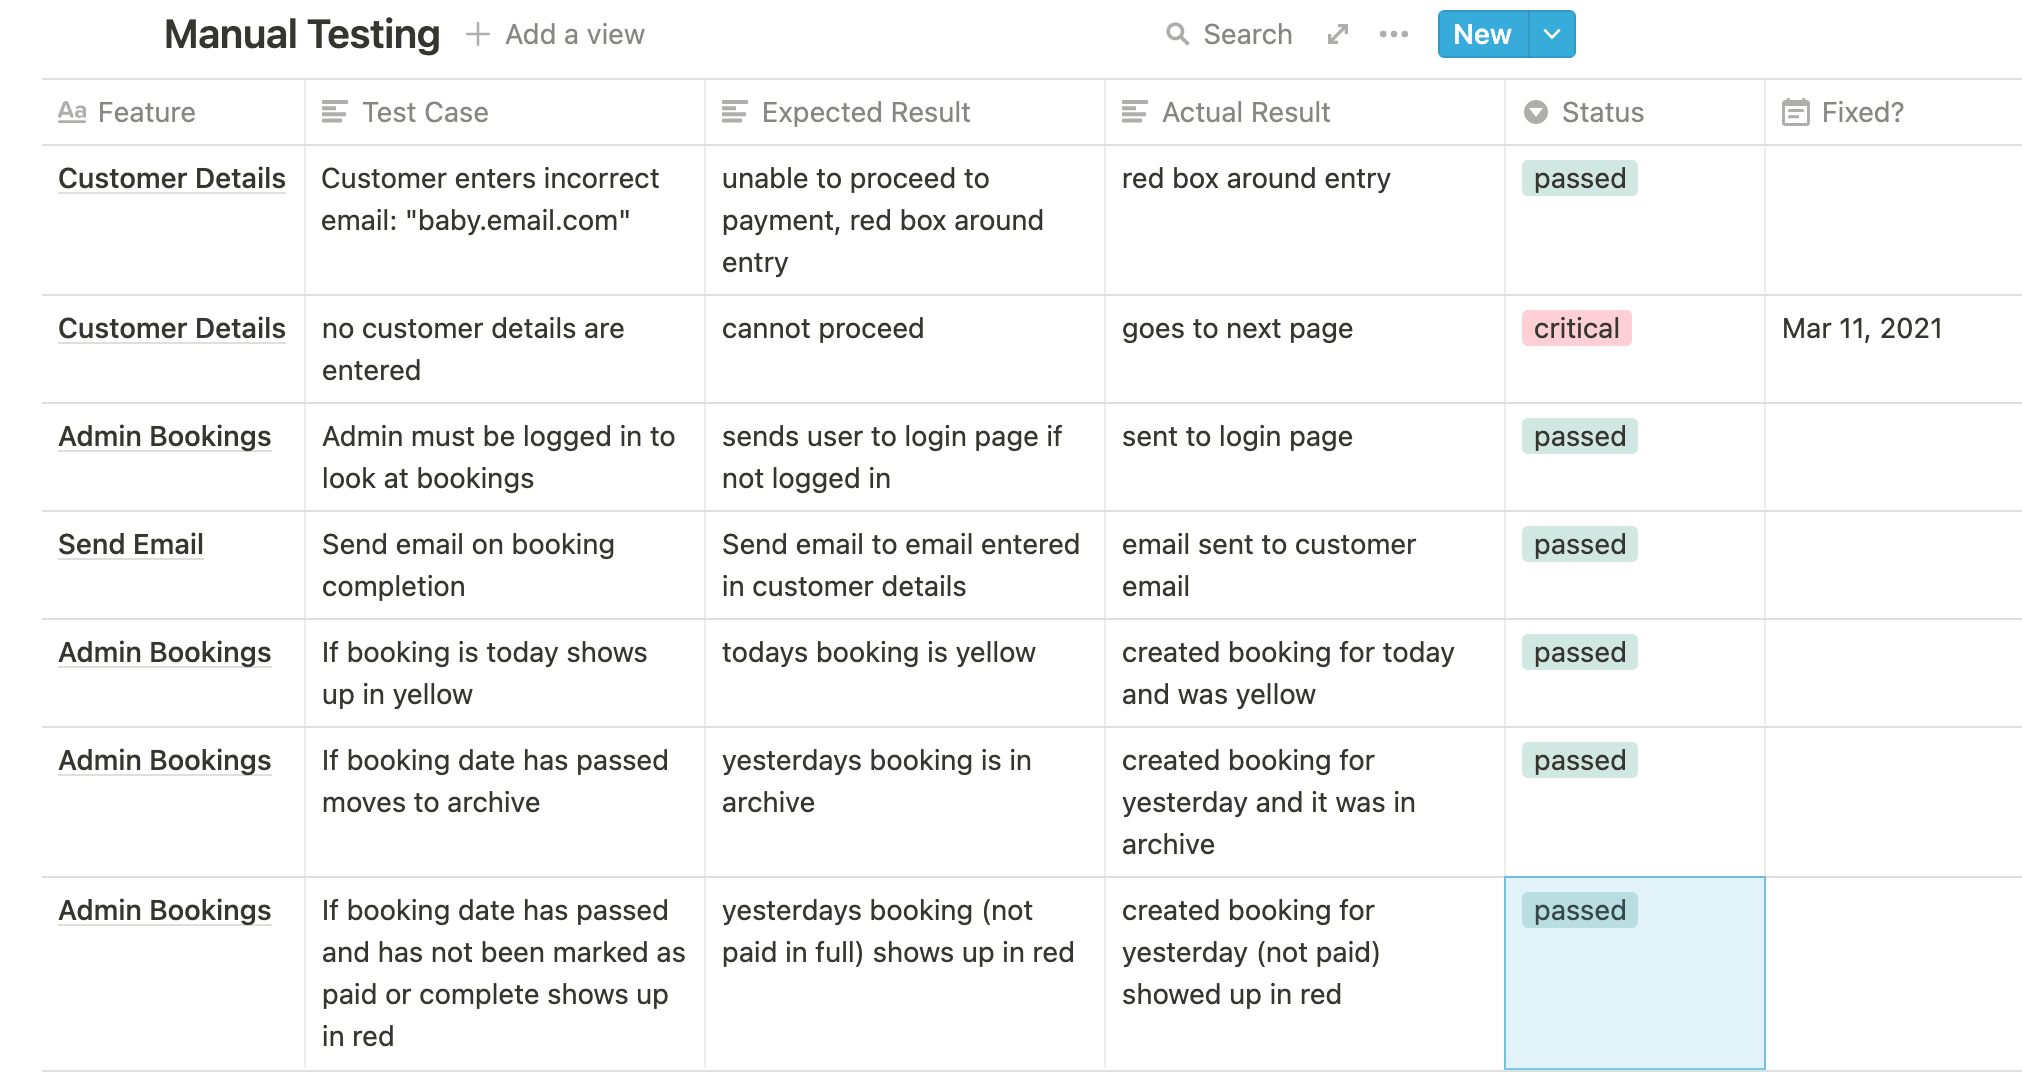 Manual Testing
Add a view
Search
New
Aa Feature
Test Case
Expected Result
Actual Result
Status
Fixed?
Customer Details
Customer enters incorrect
email: "baby.email.com"
unable to proceed to
payment, red box around
entry
red box around entry
passed
Customer Details
no customer details are
entered
cannot proceed
goes to next page
critical
Mar 11, 2021
Admin Bookings
Admin must be logged in to
look at bookings
sends user to login page if
not logged in
sent to login page
passed
Send Email
Send email on booking
completion
Send email to email entered
in customer details
email sent to customer
email
passed
Admin Bookings
If booking is today shows
up in yellow
todays booking is yellow
created booking for today
and was yellow
passed
Admin Bookings
If booking date has passed
moves to archive
yesterdays booking is in
archive
created booking for
yesterday and it was in
archive
passed
Admin Bookings
If booking date has passed
and has not been marked as
paid or complete shows up
in red
yesterdays booking (not
paid in full) shows up in red
created booking for
yesterday (not paid)
showed up in red
passed